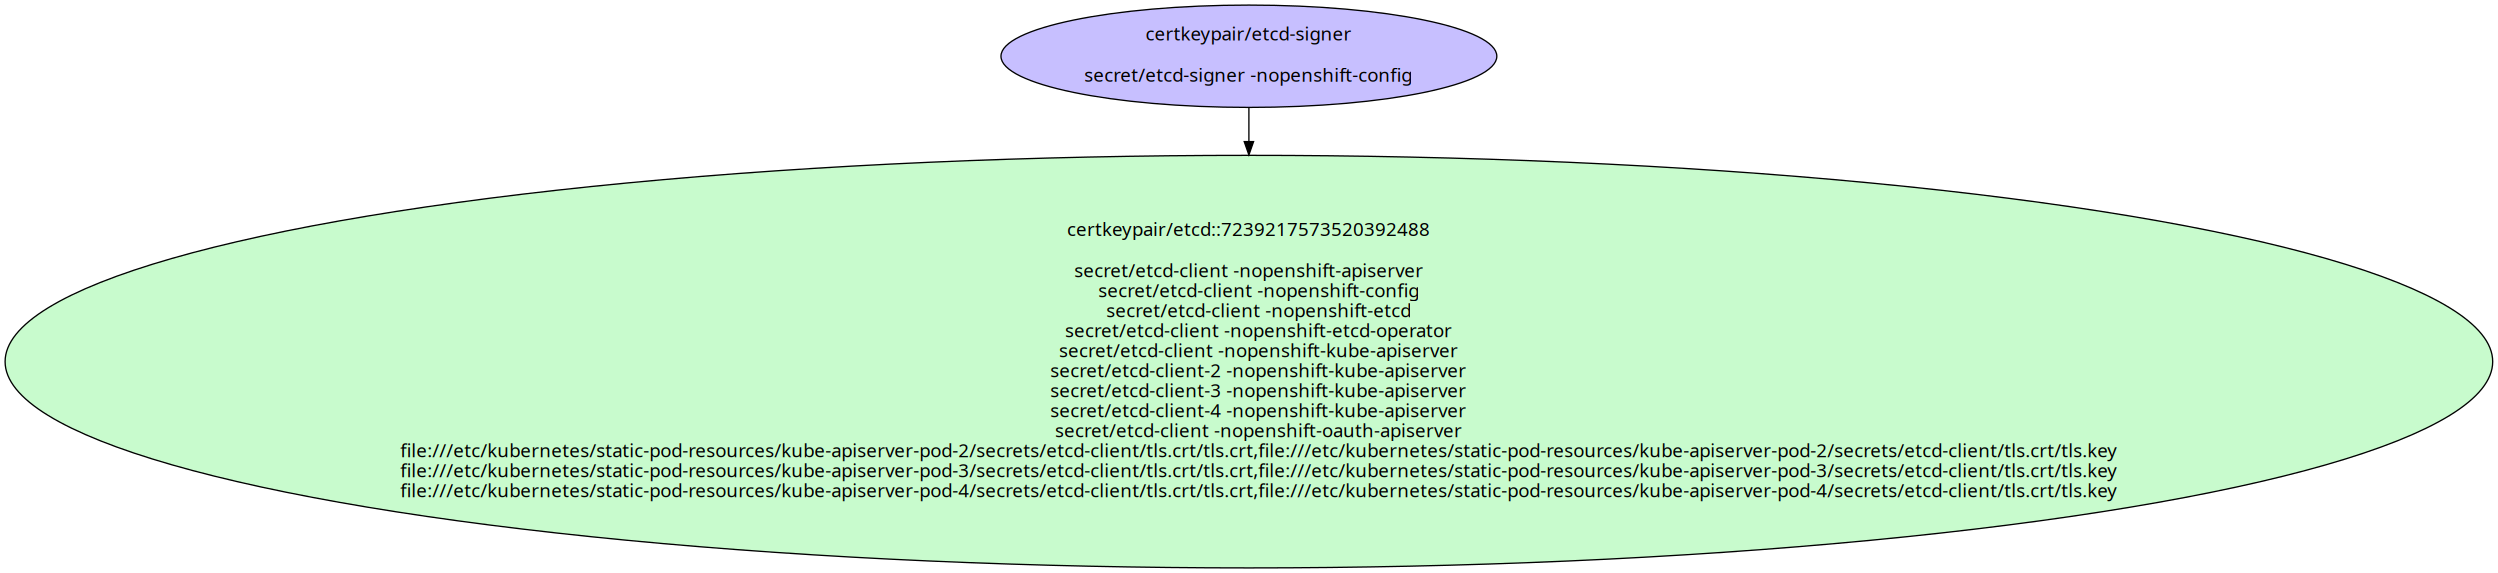 certkeypair/etcd-signer
secret/etcd-signer -nopenshift-config
certkeypair/etcd::7239217573520392488
secret/etcd-client -nopenshift-apiserver
secret/etcd-client -nopenshift-config
secret/etcd-client -nopenshift-etcd
secret/etcd-client -nopenshift-etcd-operator
secret/etcd-client -nopenshift-kube-apiserver
secret/etcd-client-2 -nopenshift-kube-apiserver
secret/etcd-client-3 -nopenshift-kube-apiserver
secret/etcd-client-4 -nopenshift-kube-apiserver
secret/etcd-client -nopenshift-oauth-apiserver
file:///etc/kubernetes/static-pod-resources/kube-apiserver-pod-2/secrets/etcd-client/tls.crt/tls.crt,file:///etc/kubernetes/static-pod-resources/kube-apiserver-pod-2/secrets/etcd-client/tls.crt/tls.key
file:///etc/kubernetes/static-pod-resources/kube-apiserver-pod-3/secrets/etcd-client/tls.crt/tls.crt,file:///etc/kubernetes/static-pod-resources/kube-apiserver-pod-3/secrets/etcd-client/tls.crt/tls.key
file:///etc/kubernetes/static-pod-resources/kube-apiserver-pod-4/secrets/etcd-client/tls.crt/tls.crt,file:///etc/kubernetes/static-pod-resources/kube-apiserver-pod-4/secrets/etcd-client/tls.crt/tls.key